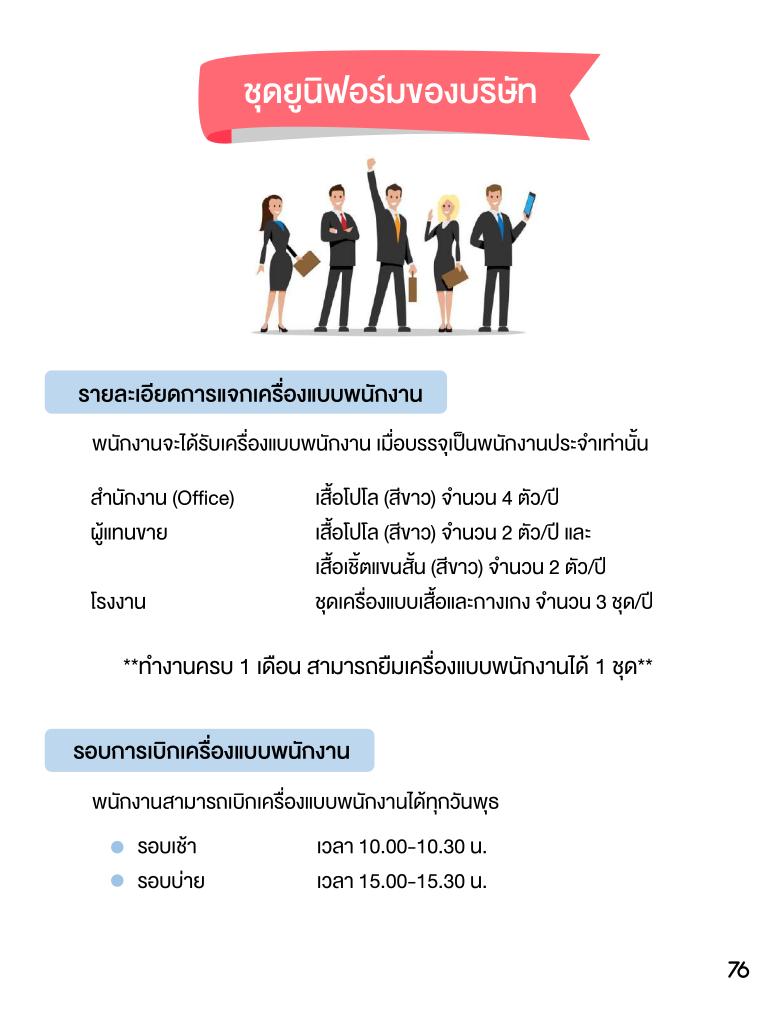 ชุดยูนิฟอร์มของบริษัท
รายละเอียดการแจกเครื่องแบบพนักงาน
พนักงานจะได้รับเครื่องแบบพนักงาน เมื่อบรรจุเป็นพนักงานประจำเท่านั้น
สำนักงาน (Office) เสื้อโปโล (สีขาว) จำนวน 4 ตัว/ปี
ผู้แทนขาย เสื้อโปโล (สีขาว) จำนวน 2 ตัว/ปี และ
เสื้อเชิ้ตแขนสั้น (สีขาว) จำนวน 2 ตัว/ปี
โรงงาน ชุดเครื่องแบบเสื้อและกางเกง จำนวน 3 ชุด/ปี
**ทำงานครบ 1 เดือน สามารถยืมเครื่องแบบพนักงานได้ 1 ชุด**
รอบการเบิกเครื่องแบบพนักงาน
พนักงานสามารถเบิกเครื่องแบบพนักงานได้ทุกวันพุธ
รอบเช้า เวลา 10.00-10.30 น.
รอบบ่าย เวลา 15.00-15.30 น.
76